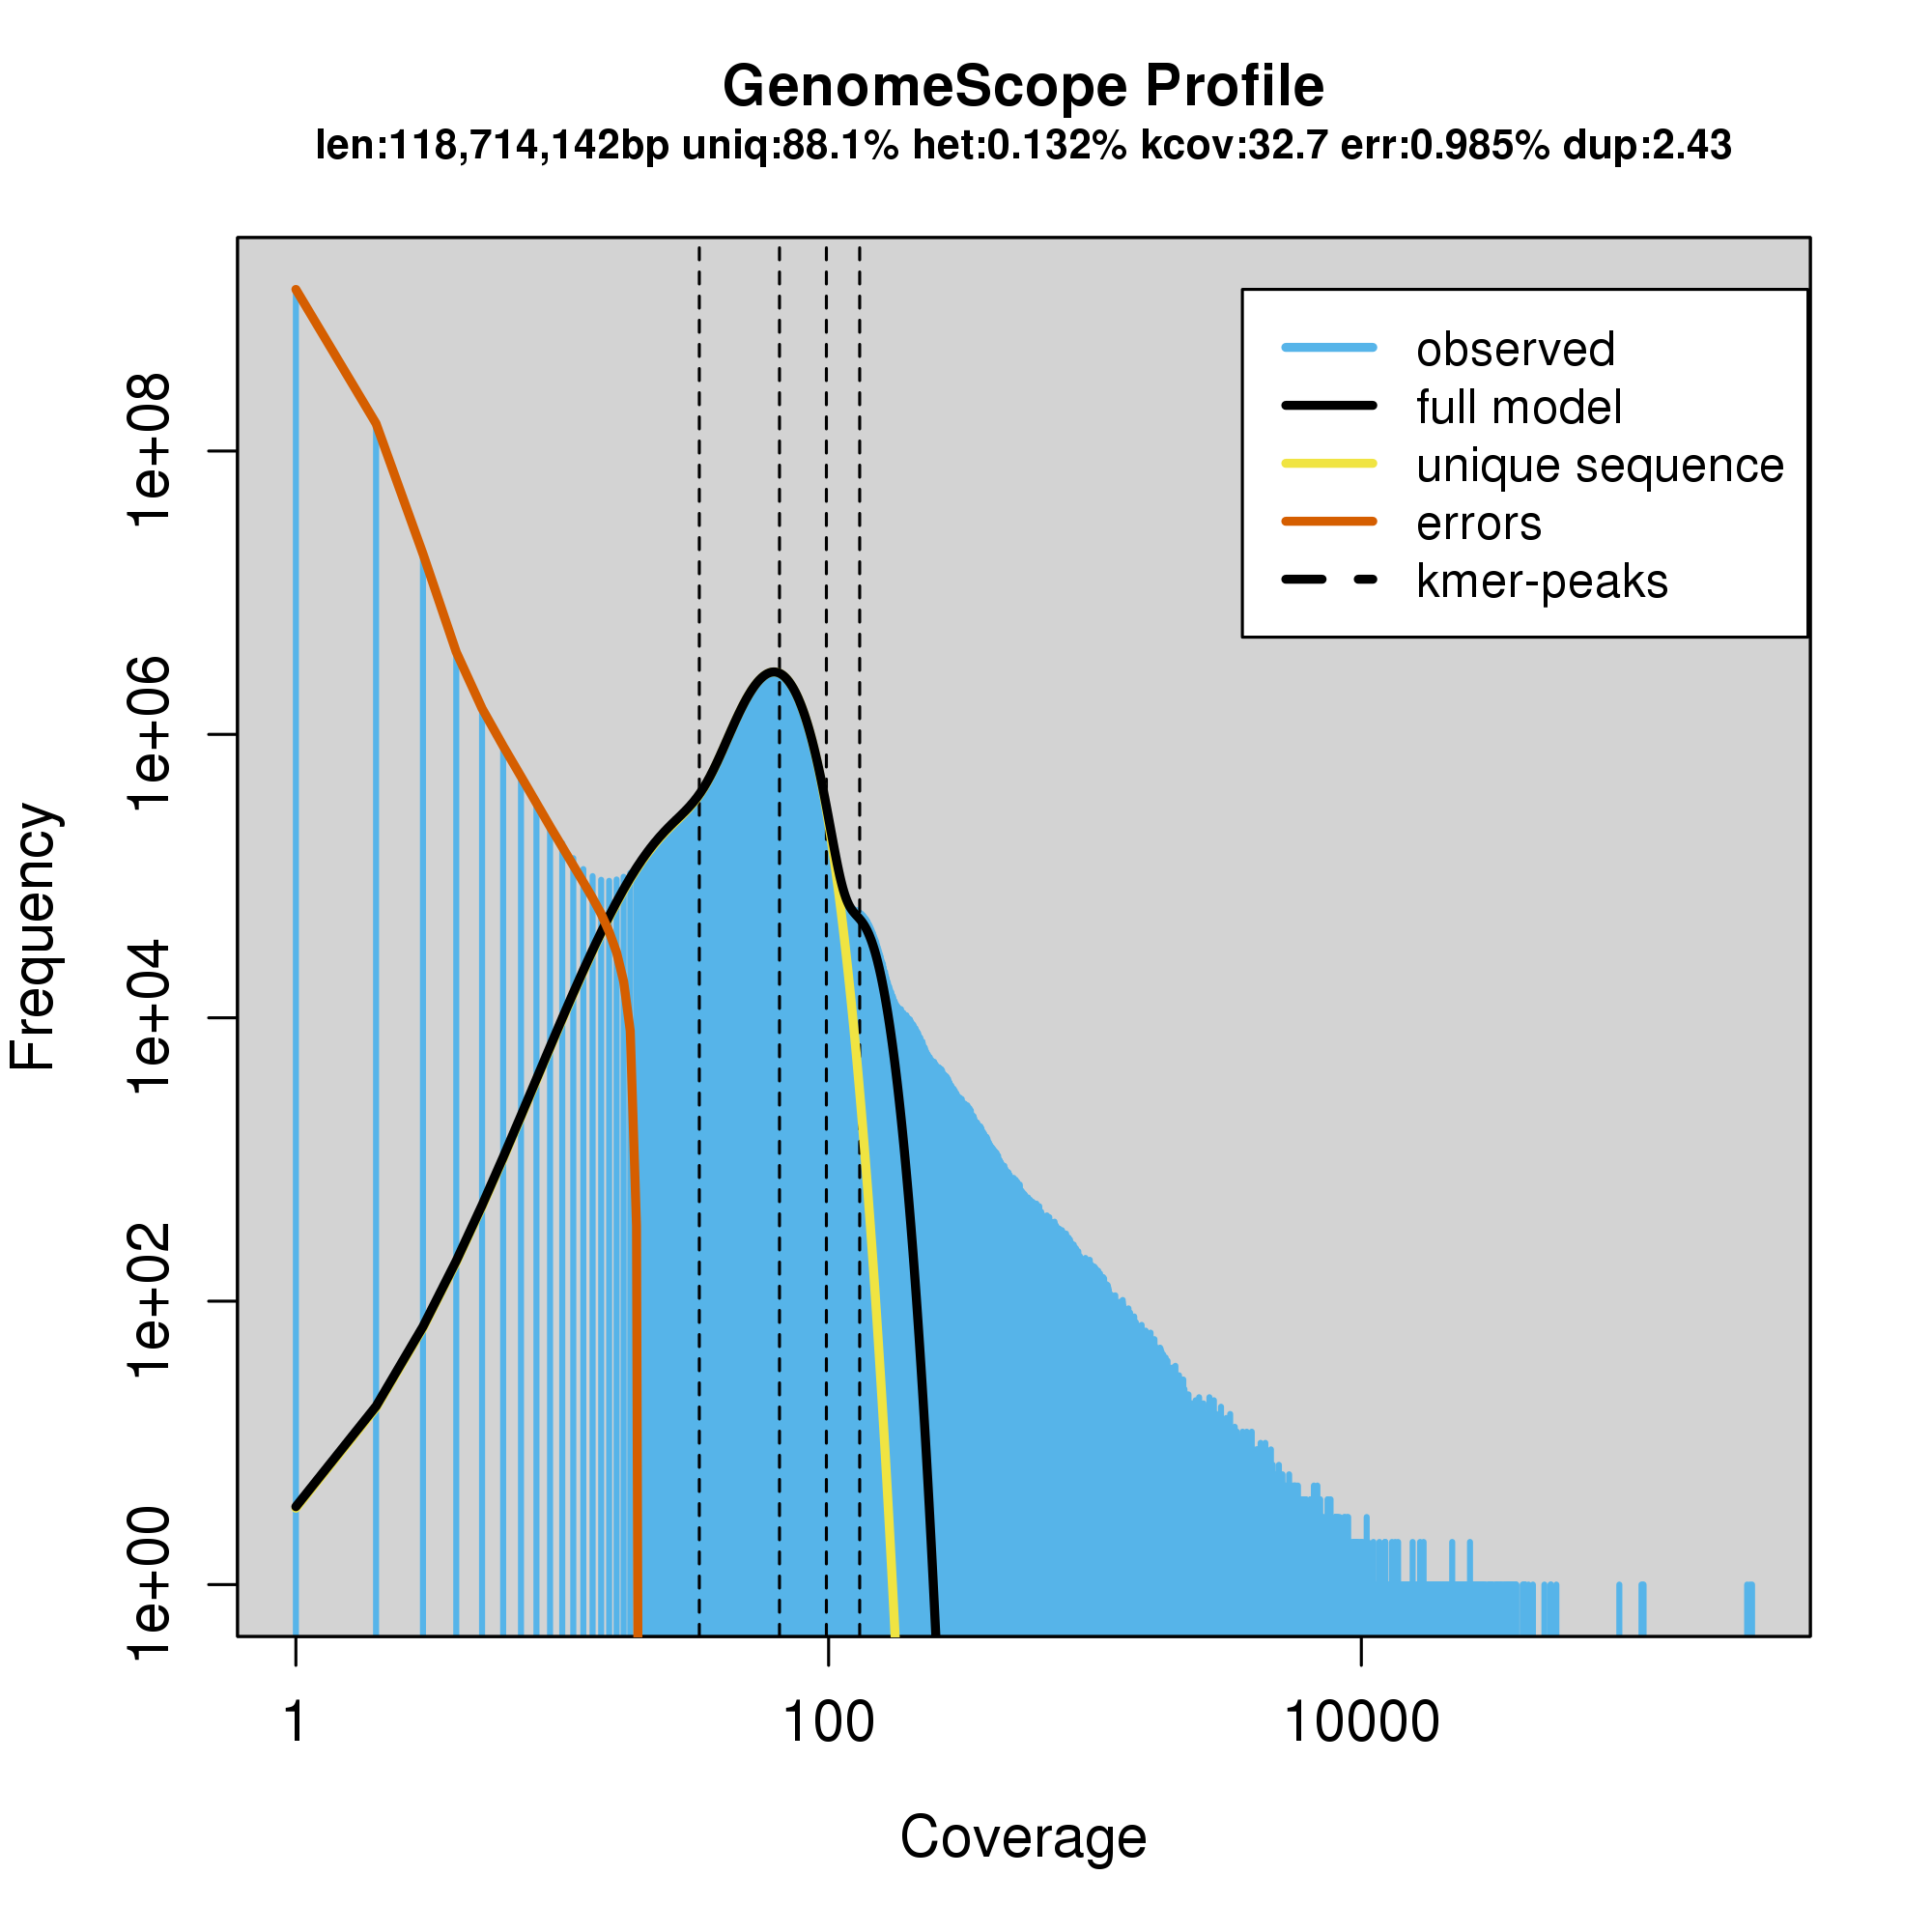 GenomeScope Profile
len:118,714,142bp uniq:88.1% het:0.132% kcov:32.7 err:0.985% dup:2.43
observed
full model
unique sequence
errors
kmer-peaks
Frequency
1e+08
1e+06
1e+04
1e+02
1e+00
1
100
10000
Coverage